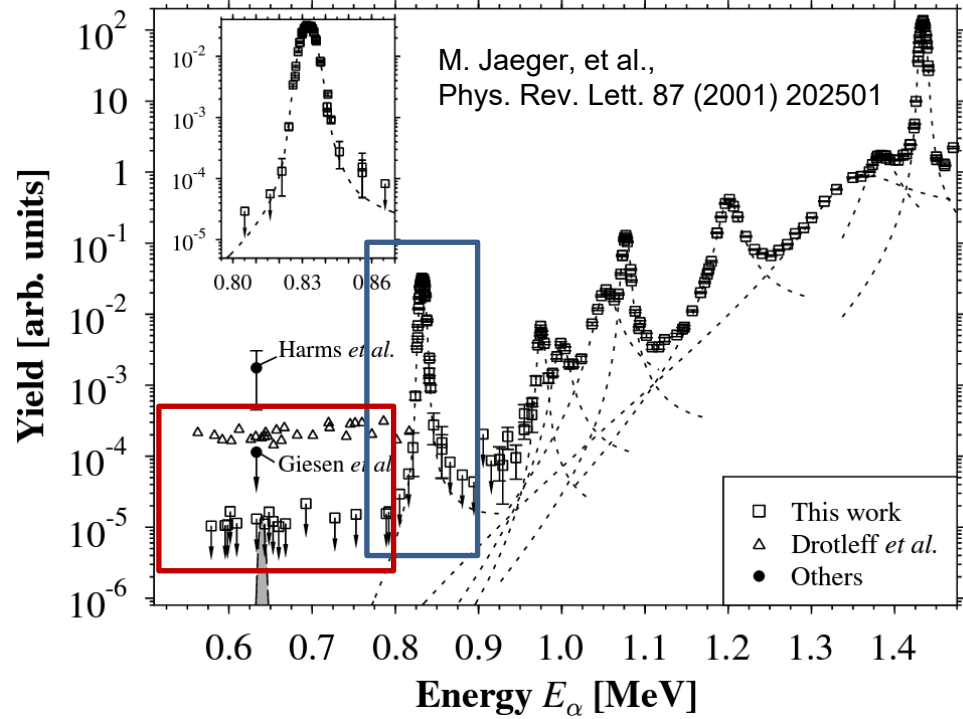 M. Jaeger, et al.,
Phys. Rev. Lett. 87 (2001) 202501
Yield [arb. units]
10²
10
1
10⁻¹
10⁻²
10⁻³
10⁻⁴
10⁻⁵
10⁻⁶
10⁻²
10⁻³
10⁻⁴
10⁻⁵
0.80
0.83
0.86
Harms et al.
Giesen et al
This work
Drotleff et al.
Others
0.6
0.7
0.8
0.9
1.0
1.1
1.2
1.3
1.4
Energy Eα [MeV]